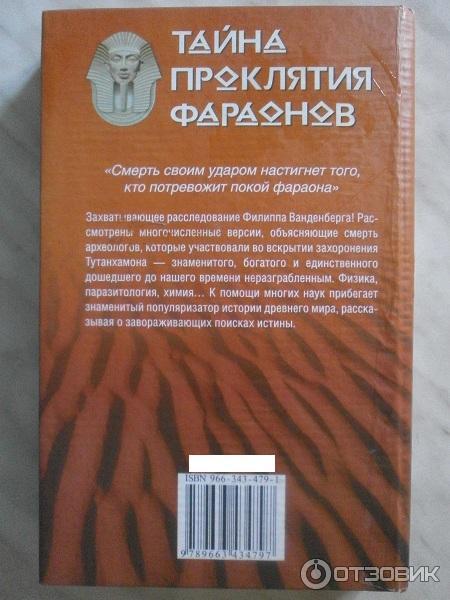 ТАЙНА
ПРОКЛЯТИЯ
ФАРАОНОВ
«Смерть своим ударом настигнет того,
кто потревожит покой фараона»
Захватывающее расследование Филиппа Ванденберга! Рас-
смотрены многочисленные версии, объясняющие смерть
археологов, которые участвовали во вскрытии захоронения
Тутанхамона — знаменитого, богатого и единственного
дошедшего до нашего времени неразграбленным. Физика,
паразитология, химия... К помощи многих наук прибегает
знаменитый популяризатор истории древнего мира, расска-
зывая о завораживающих поисках истины.
ISBN 966-343-479-1
9 789663 434797
ОТЗОВИК